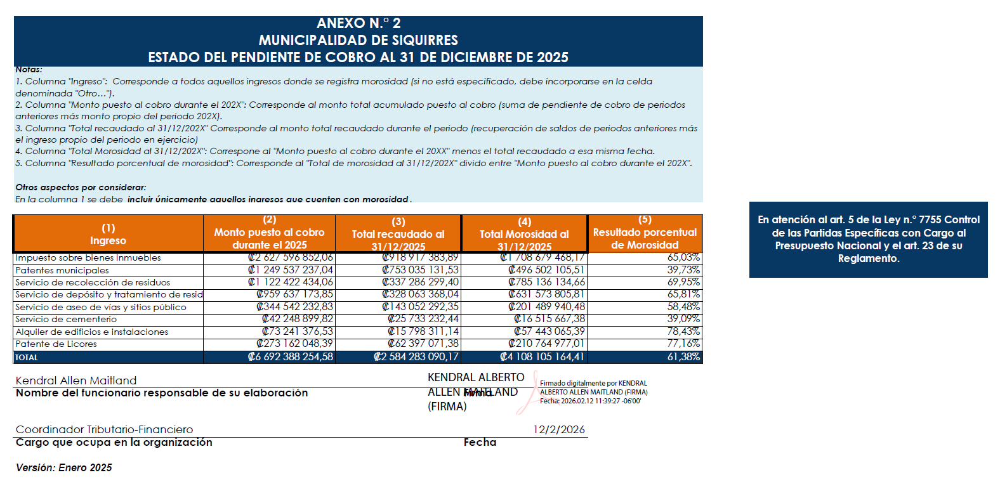 ANEXO N.° 2
MUNICIPALIDAD DE SIQUIRRES
ESTADO DEL PENDIENTE DE COBRO AL 31 DE DICIEMBRE DE 2025
Notas:
1. Columna "Ingreso":  Corresponde a todos aquellos ingresos donde se registra morosidad (si no está especificado, debe incorporarse en la celda
denominada "Otro…").
2. Columna "Monto puesto al cobro durante el 202X": Corresponde al monto total acumulado puesto al cobro (suma de pendiente de cobro de periodos
anteriores más monto propio del periodo 202X).
3. Columna "Total recaudado al 31/12/202X" Corresponde al monto total recaudado durante el periodo (recuperación de saldos de periodos anteriores más
el ingreso propio del periodo en ejercicio)
4. Columna "Total Morosidad al 31/12/202X": Correspone al "Monto puesto al cobro durante el 20XX" menos el total recaudado a esa misma fecha.
5. Columna "Resultado porcentual de morosidad": Corresponde al "Total de morosidad al 31/12/202X" divido entre "Monto puesto al cobro durante el 202X".
Otros aspectos por considerar:
En la columna 1 se debe  incluir únicamente aquellos ingresos que cuenten con morosidad .
En atención al art. 5 de la Ley n.° 7755 Control
de las Partidas Específicas con Cargo al
Presupuesto Nacional y el art. 23 de su
Reglamento.
(1)
Ingreso
(2)
Monto puesto al cobro
durante el 2025
(3)
Total recaudado al
31/12/2025
(4)
Total Morosidad al
31/12/2025
(5)
Resultado porcentual
de Morosidad
Impuesto sobre bienes inmuebles ₡2 627 596 852,06 ₡918 917 383,89 ₡1 708 679 468,17 65,03%
Patentes municipales ₡1 249 537 237,04 ₡753 035 131,53 ₡496 502 105,51 39,73%
Servicio de recolección de residuos ₡1 122 422 434,06 ₡337 286 299,40 ₡785 136 134,66 69,95%
Servicio de depósito y tratamiento de resid ₡959 637 173,85 ₡328 063 368,04 ₡631 573 805,81 65,81%
Servicio de aseo de vías y sitios público ₡344 542 232,83 ₡143 052 292,35 ₡201 489 940,48 58,48%
Servicio de cementerio ₡42 248 899,82 ₡25 733 232,44 ₡16 515 667,38 39,09%
Alquiler de edificios e instalaciones ₡73 241 376,53 ₡15 798 311,14 ₡57 443 065,39 78,43%
Patente de Licores ₡273 162 048,39 ₡62 397 071,38 ₡210 764 977,01 77,16%
TOTAL ₡6 692 388 254,58 ₡2 584 283 090,17 ₡4 108 105 164,41 61,38%
Kendral Allen Maitland
Nombre del funcionario responsable de su elaboración
KENDRAL ALBERTO
ALLEN MAITLAND
(FIRMA)
Firma
Firmado digitalmente por KENDRAL
ALBERTO ALLEN MAITLAND (FIRMA)
Fecha: 2026.02.12 11:39:27 -06'00'
Coordinador Tributario-Financiero 12/2/2026
Cargo que ocupa en la organización Fecha
Versión: Enero 2025